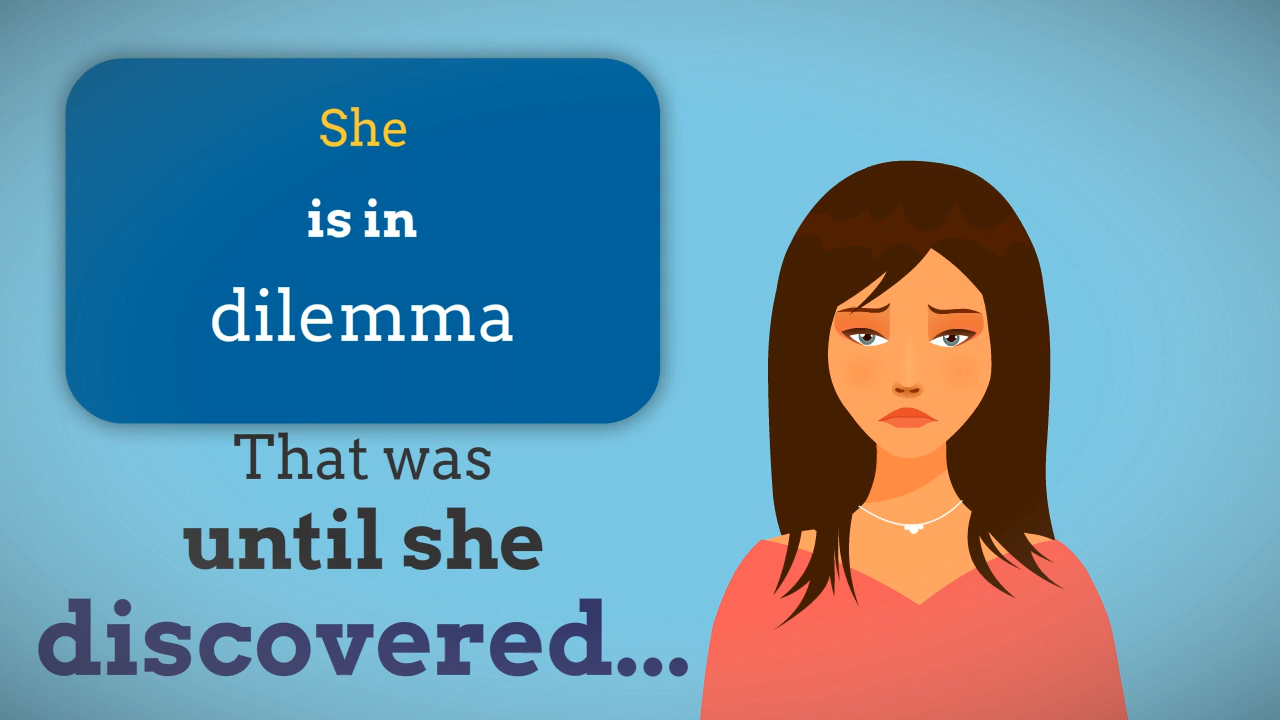 She
is in
dilemma
That was
until she
discovered...